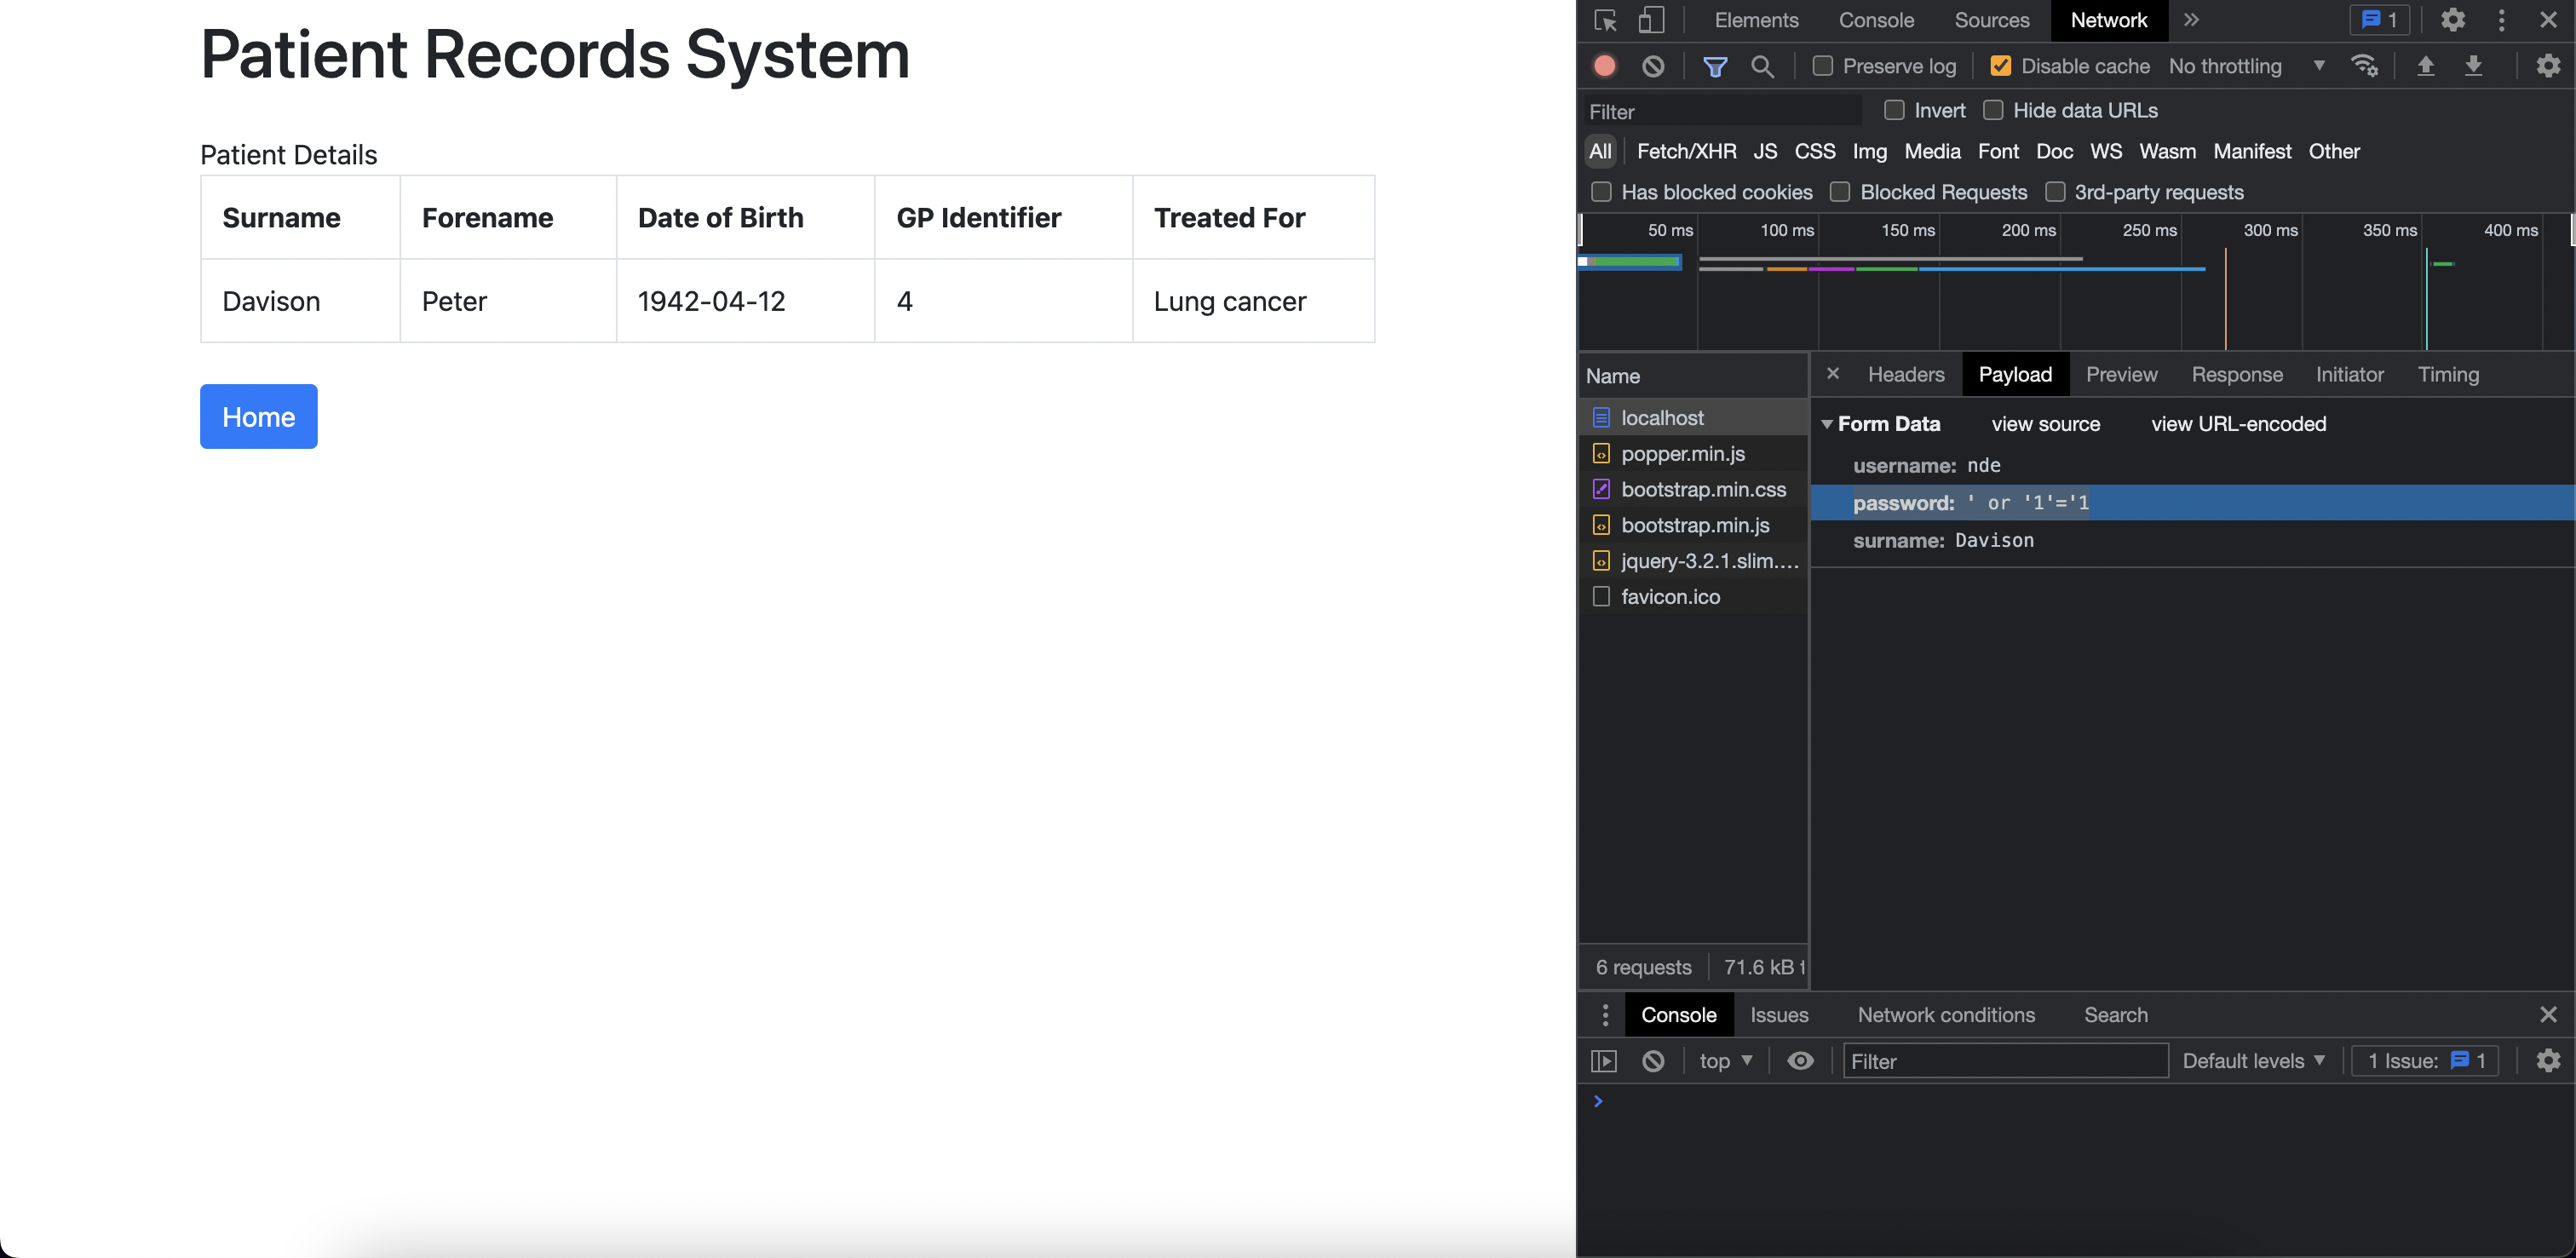 Patient Records System
Patient Details
Surname Forename Date of Birth GP Identifier Treated For
Davison Peter 1942-04-12 4 Lung cancer
Home
Elements Console Sources Network 1
Preserve log Disable cache No throttling
Filter Invert Hide data URLs
All Fetch/XHR JS CSS Img Media Font Doc WS Wasm Manifest Other
Has blocked cookies Blocked Requests 3rd-party requests
50 ms 100 ms 150 ms 200 ms 250 ms 300 ms 350 ms 400 ms
Name
localhost
popper.min.js
bootstrap.min.css
bootstrap.min.js
jquery-3.2.1.slim....
favicon.ico
6 requests 71.6 kB t
× Headers Payload Preview Response Initiator Timing
Form Data view source view URL-encoded
username: nde
password: ' or '1'='1
surname: Davison
Console Issues Network conditions Search
top Filter Default levels 1 Issue: 1